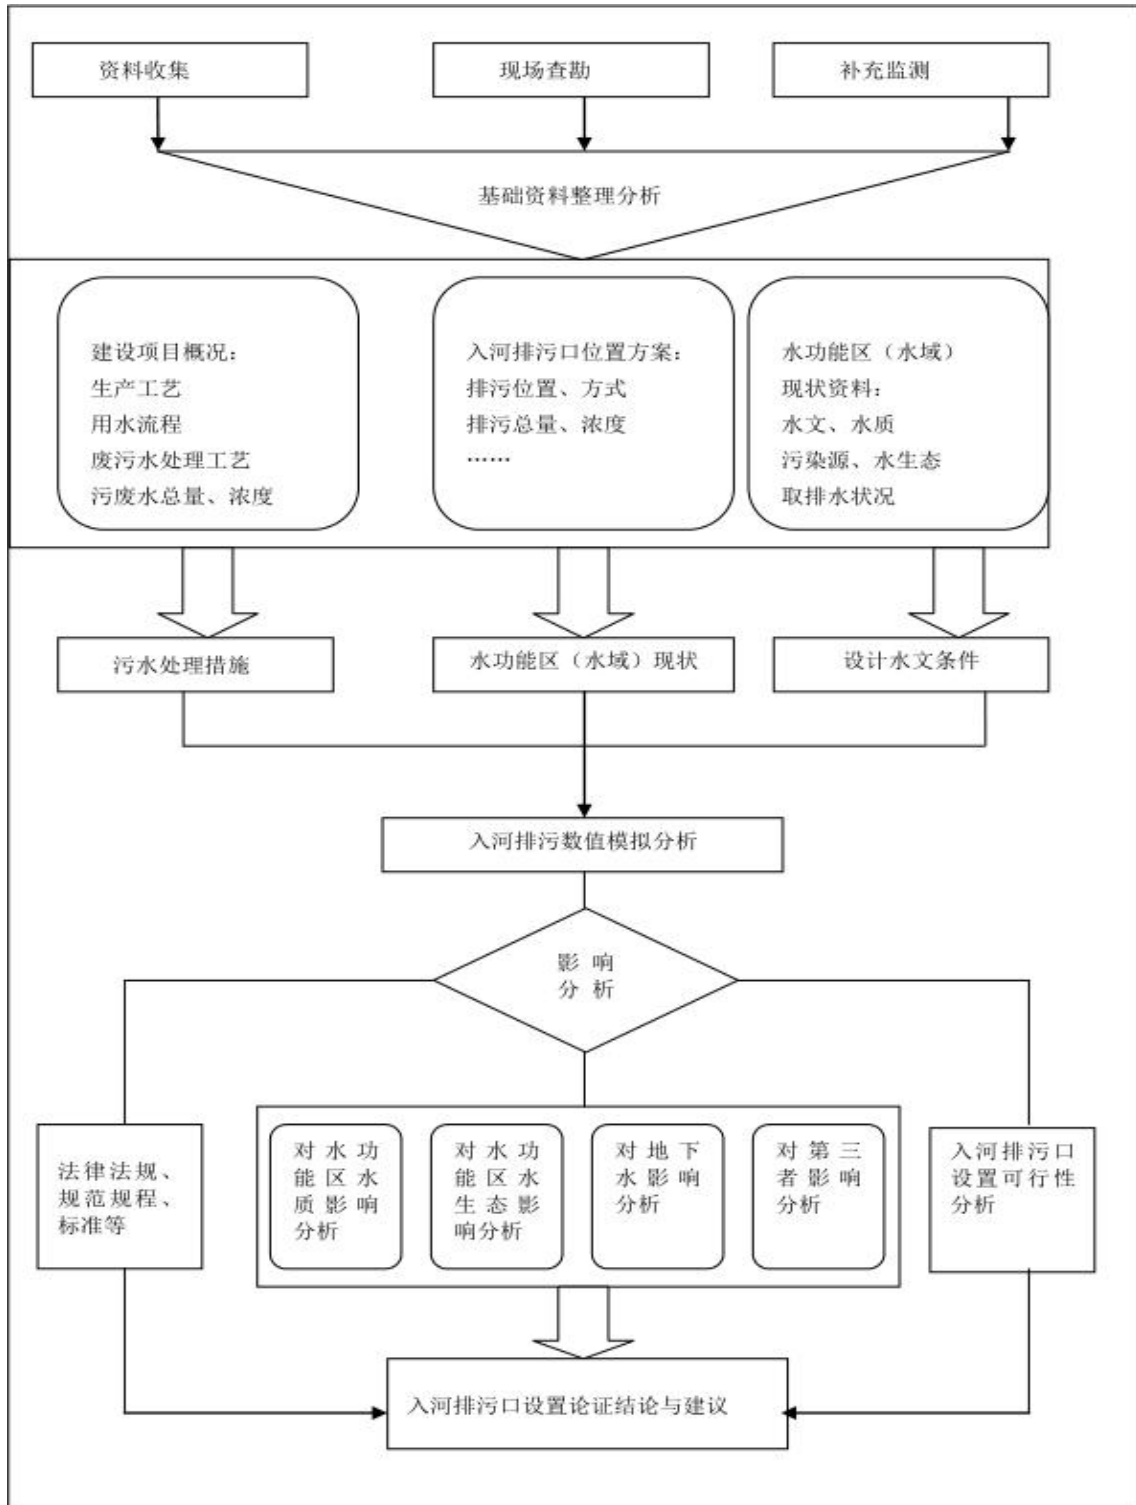 资料收集
现场查勘
补充监测
基础资料整理分析
建设项目概况：
生产工艺
用水流程
废污水处理工艺
污废水总量、浓度
入河排污口位置方案：
排污位置、方式
排污总量、浓度
……
水功能区（水域）
现状资料：
水文、水质
污染源、水生态
取排水状况
污水处理措施
水功能区（水域）现状
设计水文条件
入河排污数值模拟分析
影响
分析
法律法规、
规范规程、
标准等
对水功
能区水
质影响
分析
对水功
能区水
生态影
响分析
对地下
水影响
分析
对第三
者影响
分析
入河排污口
设置可行性
分析
入河排污口设置论证结论与建议